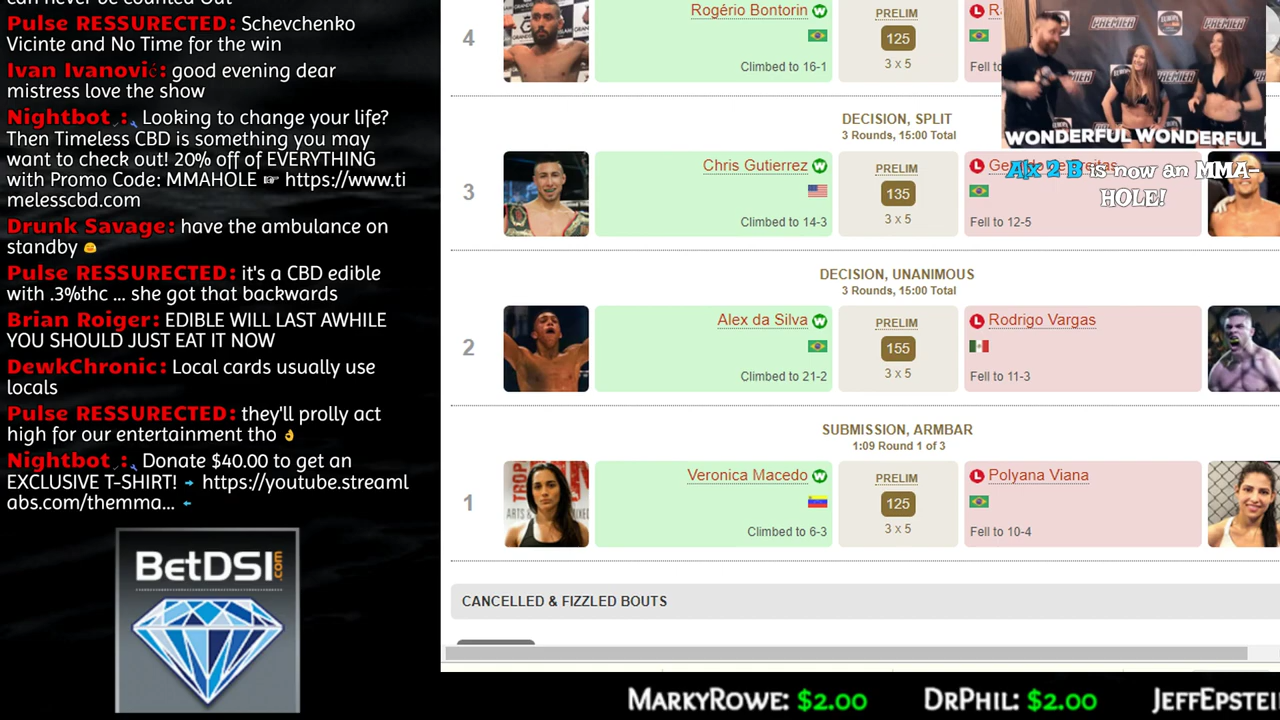 can never be counted Out
Pulse RESSURECTED: Schevchenko
Vicinte and No Time for the win
Ivan Ivanović: good evening dear
mistress love the show
Nightbot : Looking to change your life?
Then Timeless CBD is something you may
want to check out! 20% off of EVERYTHING
with Promo Code: MMAHOLE ☞ https://www.ti
melesscbd.com
Drunk Savage: have the ambulance on
standby
Pulse RESSURECTED: it's a CBD edible
with .3%thc ... she got that backwards
Brian Roiger: EDIBLE WILL LAST AWHILE
YOU SHOULD JUST EAT IT NOW
DewkChronic: Local cards usually use
locals
Pulse RESSURECTED: they'll prolly act
high for our entertainment tho 👌
Nightbot : Donate $40.00 to get an
EXCLUSIVE T-SHIRT! https://youtube.streaml
abs.com/themma...
BetDSI.com
4
Rogério Bontorin W
PRELIM
125
3 x 5
Climbed to 16-1
L R
Fell to
PREMIER
WONDERFUL WONDERFUL
Ajx 2 B is now an MMA-
HOLE!
DECISION, SPLIT
3 Rounds, 15:00 Total
3
Chris Gutierrez W
PRELIM
135
3 x 5
Climbed to 14-3
L
Fell to 12-5
DECISION, UNANIMOUS
3 Rounds, 15:00 Total
2
Alex da Silva W
PRELIM
155
3 x 5
Climbed to 21-2
L Rodrigo Vargas
Fell to 11-3
SUBMISSION, ARMBAR
1:09 Round 1 of 3
1
Veronica Macedo W
PRELIM
125
3 x 5
Climbed to 6-3
L Polyana Viana
Fell to 10-4
CANCELLED & FIZZLED BOUTS
MARKYROWE: $2.00 DRPHIL: $2.00 JEFFEPSTEI